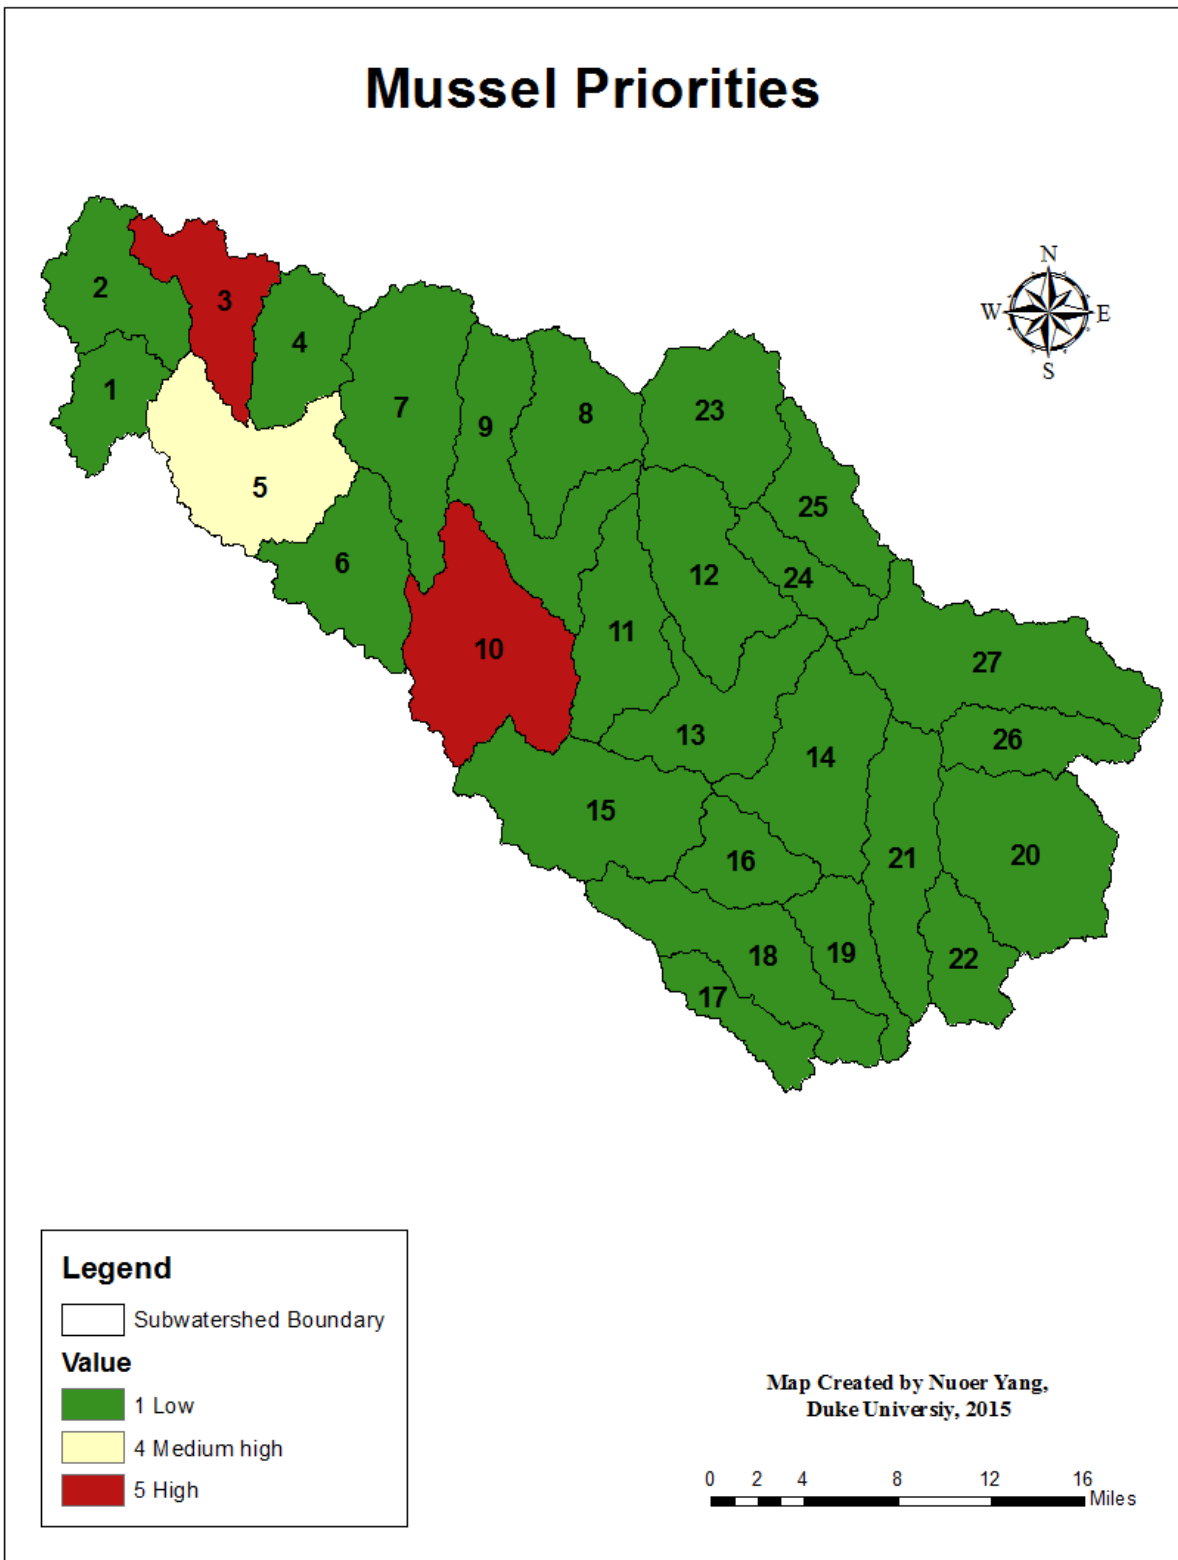 Mussel Priorities
N
W E
S
2
3
4
1
7
9
8
23
5
25
6
12
24
11
10
27
13
26
14
15
16
21
20
18
19
22
17
Legend
Subwatershed Boundary
Value
1 Low
4 Medium high
5 High
Map Created by Nuoer Yang,
Duke Universiy, 2015
0 2 4 8 12 16
Miles